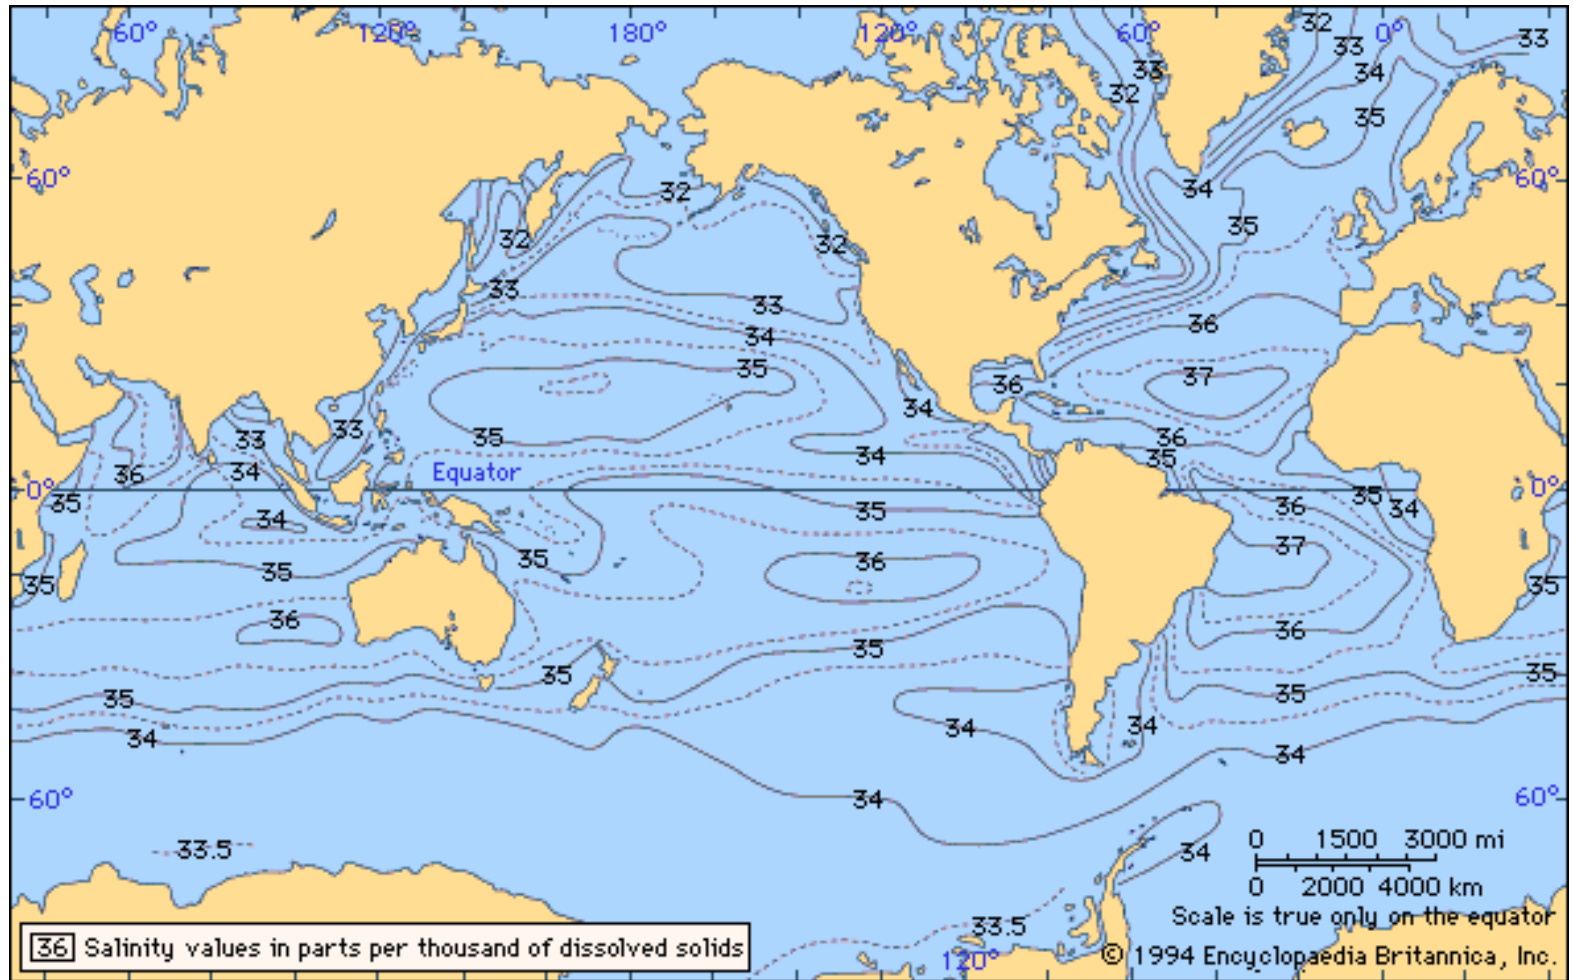 60° 120° 180° 120° 60° 32 0° 33
33 34
33
32 35
60° 34 60°
32
35
32 32
33 33
36
34
35 37
36
34
33 33 35 36
34 34 35
36 Equator
0° 35 0°
35 36 34
34 35
35 36 37
35 35 35
36 36
35
35 35
35 35
34 34 34
34
60° 34 60°
0 1500 3000 mi
33.5 34
0 2000 4000 km
Scale is true only on the equator
33.5
36 Salinity values in parts per thousand of dissolved solids
120° © 1994 Encyclopaedia Britannica, Inc.